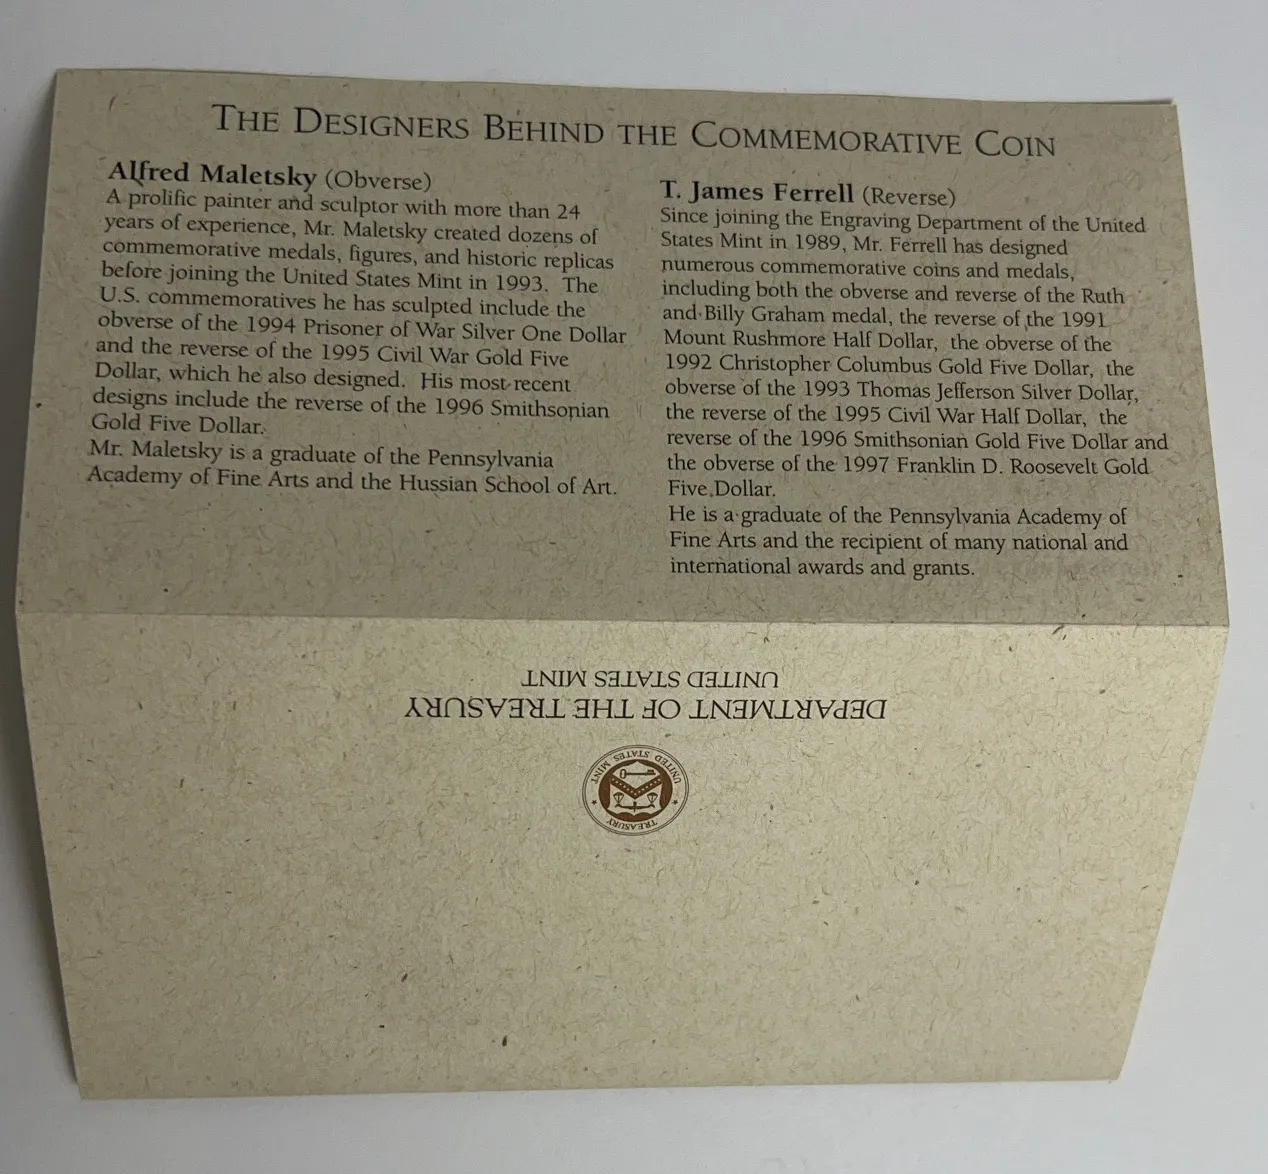 THE DESIGNERS BEHIND THE COMMEMORATIVE COIN
Alfred Maletsky (Obverse)
A prolific painter and sculptor with more than 24
years of experience, Mr. Maletsky created dozens of
commemorative medals, figures, and historic replicas
before joining the United States Mint in 1993. The
U.S. commemoratives he has sculpted include the
obverse of the 1994 Prisoner of War Silver One Dollar
and the reverse of the 1995 Civil War Gold Five
Dollar, which he also designed. His most recent
designs include the reverse of the 1996 Smithsonian
Gold Five Dollar.
Mr. Maletsky is a graduate of the Pennsylvania
Academy of Fine Arts and the Hussian School of Art.
T. James Ferrell (Reverse)
Since joining the Engraving Department of the United
States Mint in 1989, Mr. Ferrell has designed
numerous commemorative coins and medals,
including both the obverse and reverse of the Ruth
and Billy Graham medal, the reverse of the 1991
Mount Rushmore Half Dollar, the obverse of the
1992 Christopher Columbus Gold Five Dollar, the
obverse of the 1993 Thomas Jefferson Silver Dollar,
the reverse of the 1995 Civil War Half Dollar, the
reverse of the 1996 Smithsonian Gold Five Dollar and
the obverse of the 1997 Franklin D. Roosevelt Gold
Five Dollar.
He is a graduate of the Pennsylvania Academy of
Fine Arts and the recipient of many national and
international awards and grants.
TREASURY
UNITED STATES MINT
DEPARTMENT OF THE TREASURY
UNITED STATES MINT